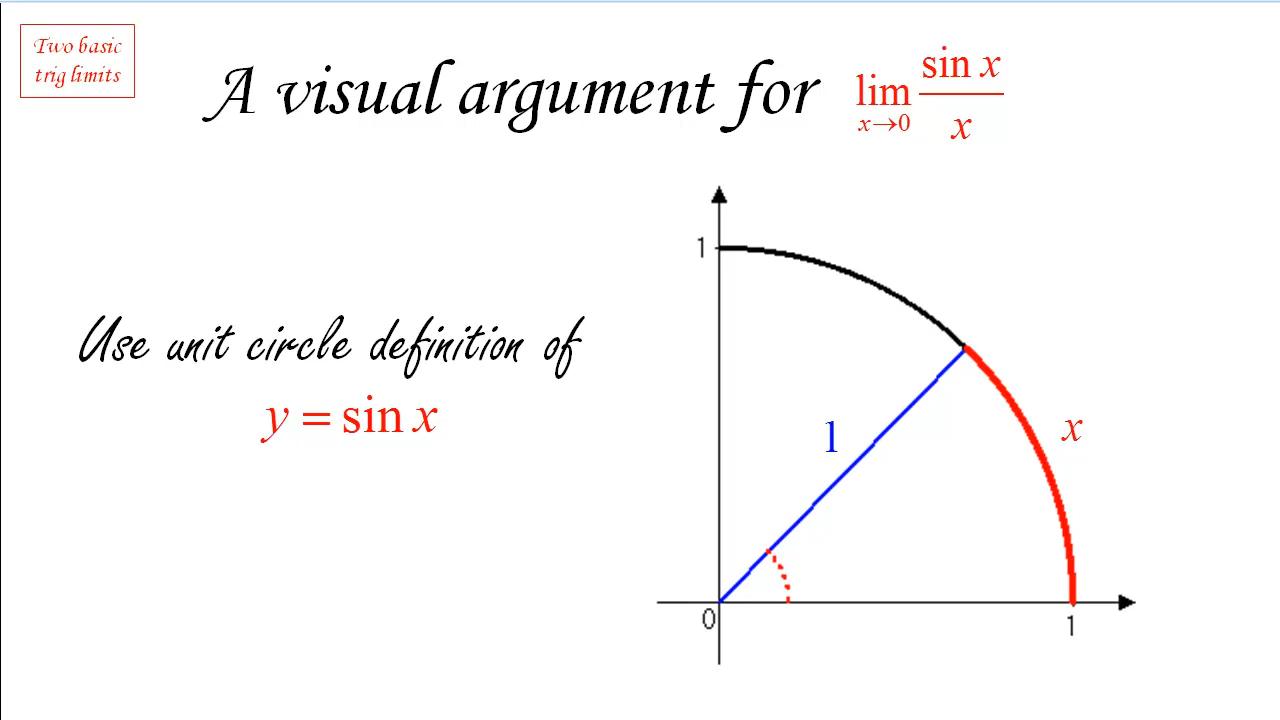 Two basic
trig limits
A visual argument for lim x→0 sin x / x
Use unit circle definition of
y = sin x
1
1
x
0
1